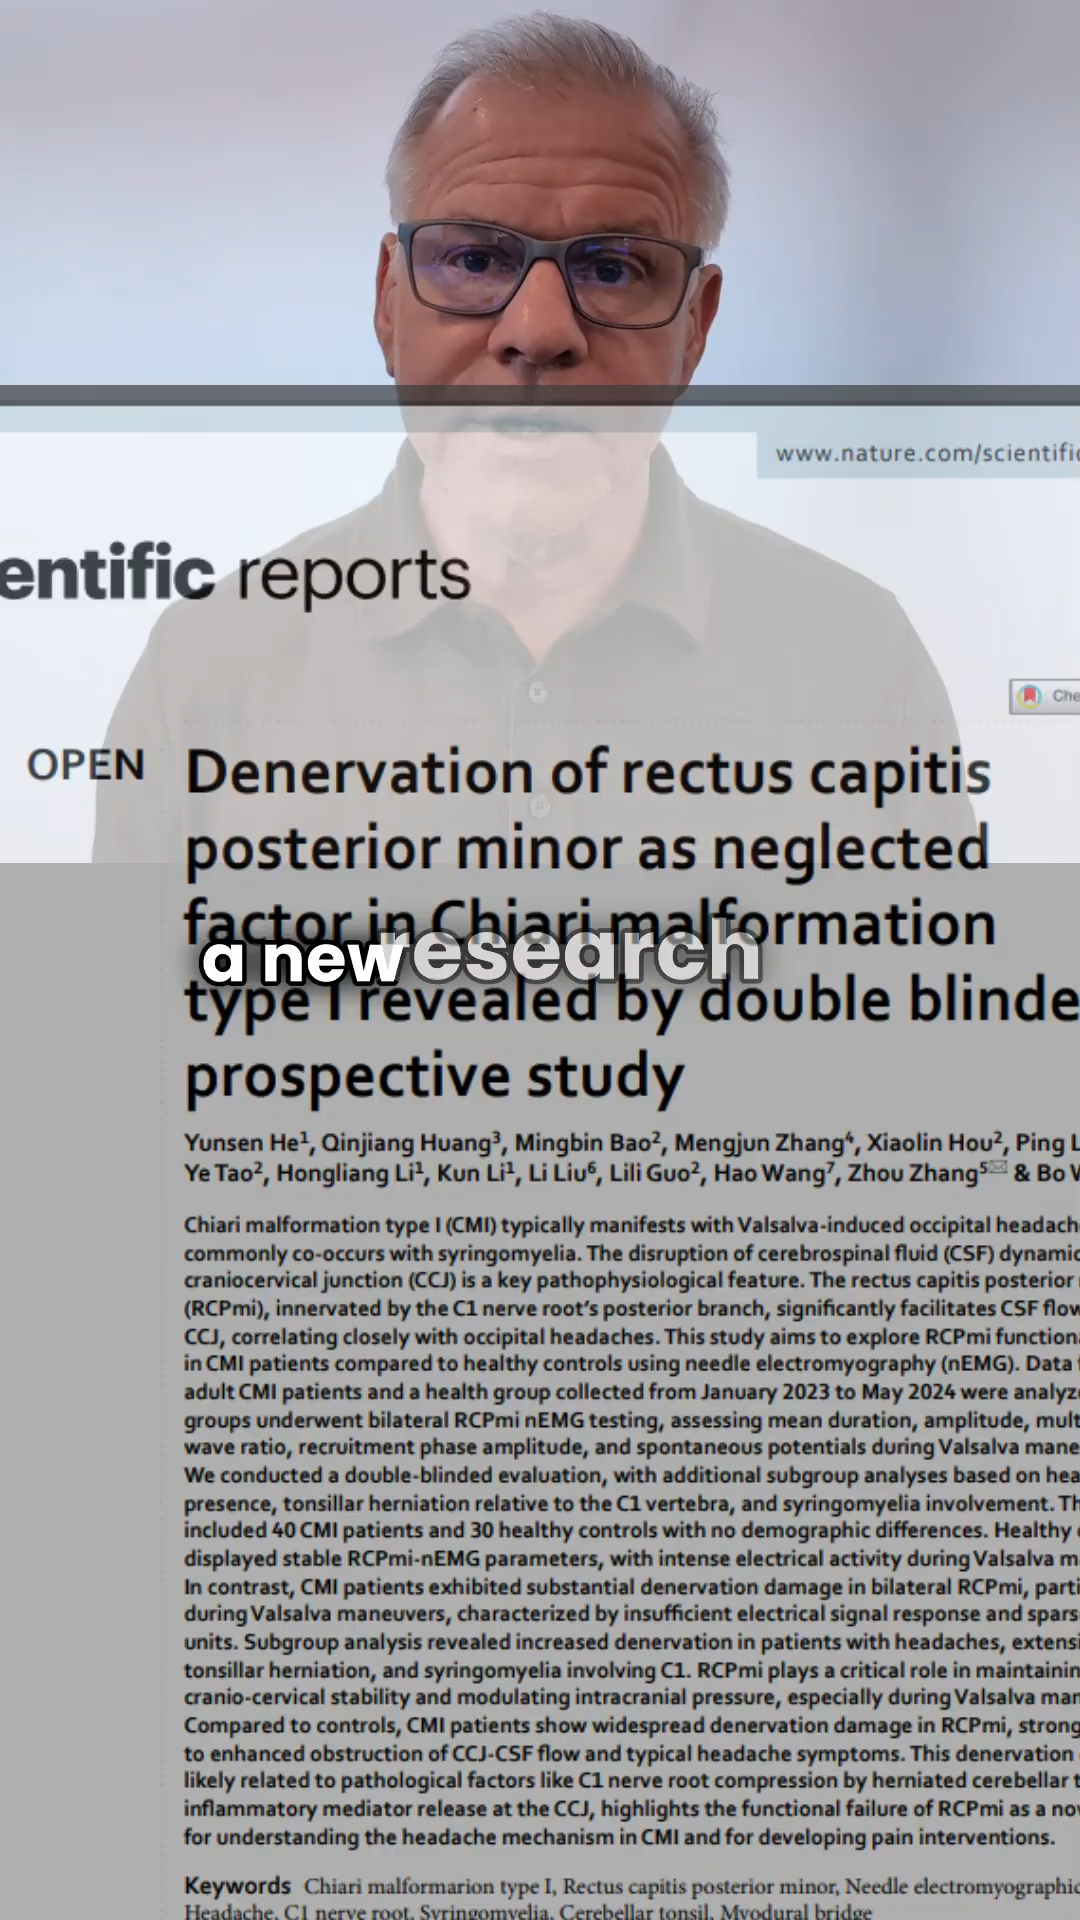 www.nature.com/scientific
entific reports
Che
OPEN
Denervation of rectus capitis
posterior minor as neglected
factor in Chiari malformation
a new research
type I revealed by double blinde
prospective study
Yunsen He¹, Qinjiang Huang³, Mingbin Bao², Mengjun Zhang⁴, Xiaolin Hou², Ping L
Ye Tao², Hongliang Li¹, Kun Li¹, Li Liu⁶, Lili Guo², Hao Wang⁷, Zhou Zhang⁵✉ & Bo W
Chiari malformation type I (CMI) typically manifests with Valsalva-induced occipital headache
commonly co-occurs with syringomyelia. The disruption of cerebrospinal fluid (CSF) dynamic
craniocervical junction (CCJ) is a key pathophysiological feature. The rectus capitis posterior
(RCPmi), innervated by the C1 nerve root's posterior branch, significantly facilitates CSF flow
CCJ, correlating closely with occipital headaches. This study aims to explore RCPmi functiona
in CMI patients compared to healthy controls using needle electromyography (nEMG). Data
adult CMI patients and a health group collected from January 2023 to May 2024 were analyze
groups underwent bilateral RCPmi nEMG testing, assessing mean duration, amplitude, mult
wave ratio, recruitment phase amplitude, and spontaneous potentials during Valsalva mane
We conducted a double-blinded evaluation, with additional subgroup analyses based on hea
presence, tonsillar herniation relative to the C1 vertebra, and syringomyelia involvement. Th
included 40 CMI patients and 30 healthy controls with no demographic differences. Healthy
displayed stable RCPmi-nEMG parameters, with intense electrical activity during Valsalva m
In contrast, CMI patients exhibited substantial denervation damage in bilateral RCPmi, parti
during Valsalva maneuvers, characterized by insufficient electrical signal response and spars
units. Subgroup analysis revealed increased denervation in patients with headaches, extensi
tonsillar herniation, and syringomyelia involving C1. RCPmi plays a critical role in maintainin
cranio-cervical stability and modulating intracranial pressure, especially during Valsalva man
Compared to controls, CMI patients show widespread denervation damage in RCPmi, strong
to enhanced obstruction of CCJ-CSF flow and typical headache symptoms. This denervation
likely related to pathological factors like C1 nerve root compression by herniated cerebellar t
inflammatory mediator release at the CCJ, highlights the functional failure of RCPmi as a nov
for understanding the headache mechanism in CMI and for developing pain interventions.
Keywords Chiari malformarion type I, Rectus capitis posterior minor, Needle electromyographic
Headache, C1 nerve root, Syringomyelia, Cerebellar tonsil, Myodural bridge